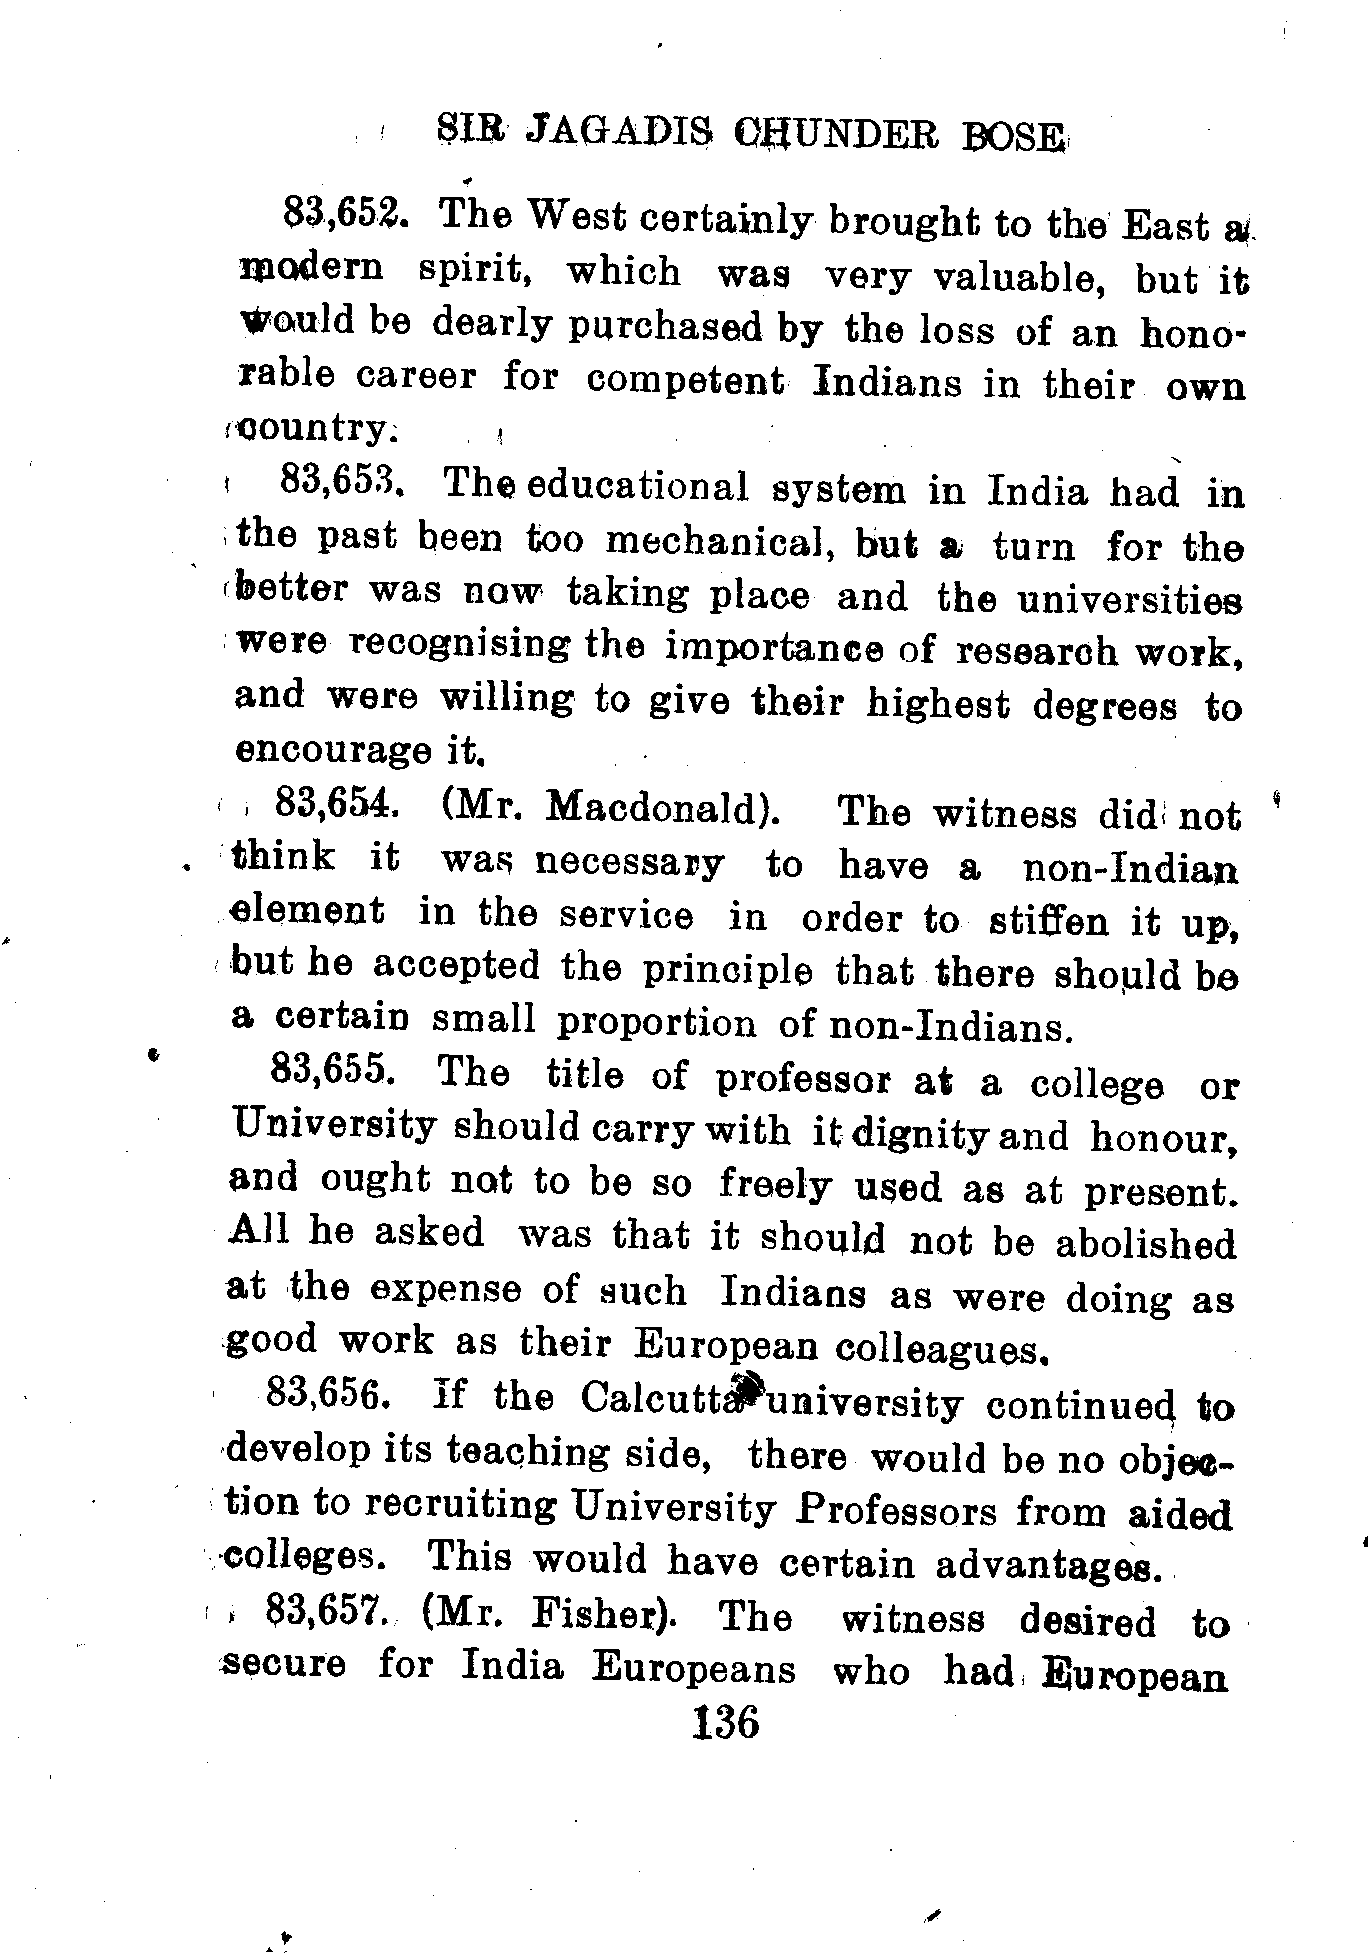 SIR JAGADIS CHUNDER BOSE
83,652. The West certainly brought to the East a
modern spirit, which was very valuable, but it
would be dearly purchased by the loss of an hono-
rable career for competent Indians in their own
country.
83,653. The educational system in India had in
the past been too mechanical, but a turn for the
better was now taking place and the universities
were recognising the importance of research work,
and were willing to give their highest degrees to
encourage it.
83,654. (Mr. Macdonald). The witness did not
think it was necessary to have a non-Indian
element in the service in order to stiffen it up,
but he accepted the principle that there should be
a certain small proportion of non-Indians.
83,655. The title of professor at a college or
University should carry with it dignity and honour,
and ought not to be so freely used as at present.
All he asked was that it should not be abolished
at the expense of such Indians as were doing as
good work as their European colleagues.
83,656. If the Calcutta university continued to
develop its teaching side, there would be no objec-
tion to recruiting University Professors from aided
colleges. This would have certain advantages.
83,657. (Mr. Fisher). The witness desired to
secure for India Europeans who had European
136